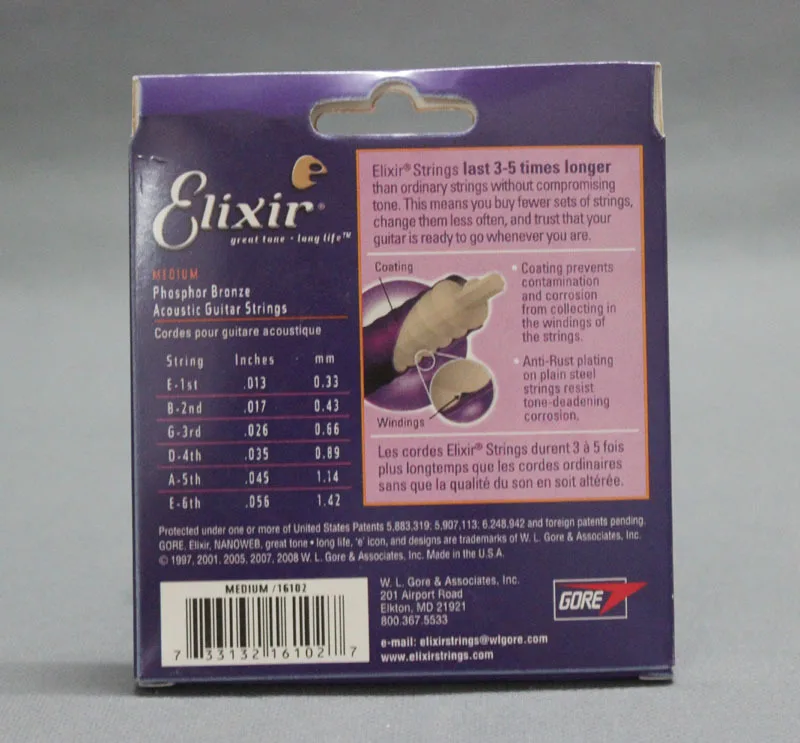 Elixir®
great tone • long life™
MEDIUM
Phosphor Bronze
Acoustic Guitar Strings
Cordes pour guitare acoustique
String Inches mm
E-1st .013 0.33
B-2nd .017 0.43
G-3rd .026 0.66
D-4th .035 0.89
A-5th .045 1.14
E-6th .056 1.42
Elixir® Strings last 3-5 times longer
than ordinary strings without compromising
tone. This means you buy fewer sets of strings,
change them less often, and trust that your
guitar is ready to go whenever you are.
Coating
Windings
• Coating prevents
contamination
and corrosion
from collecting in
the windings of
the strings.
• Anti-Rust plating
on plain steel
strings resist
tone-deadening
corrosion.
Les cordes Elixir® Strings durent 3 à 5 fois
plus longtemps que les cordes ordinaires
sans que la qualité du son en soit altérée.
Protected under one or more of United States Patents 5,883,319; 5,907,113; 6,248,942 and foreign patents pending.
GORE, Elixir, NANOWEB, great tone • long life, 'e' icon, and designs are trademarks of W. L. Gore & Associates, Inc.
© 1997, 2001, 2005, 2007, 2008 W. L. Gore & Associates, Inc. Made in the U.S.A.
MEDIUM /16102
7 33132 16102 7
W. L. Gore & Associates, Inc.
201 Airport Road
Elkton, MD 21921
800.367.5533
e-mail: elixirstrings@wlgore.com
www.elixirstrings.com
GORE